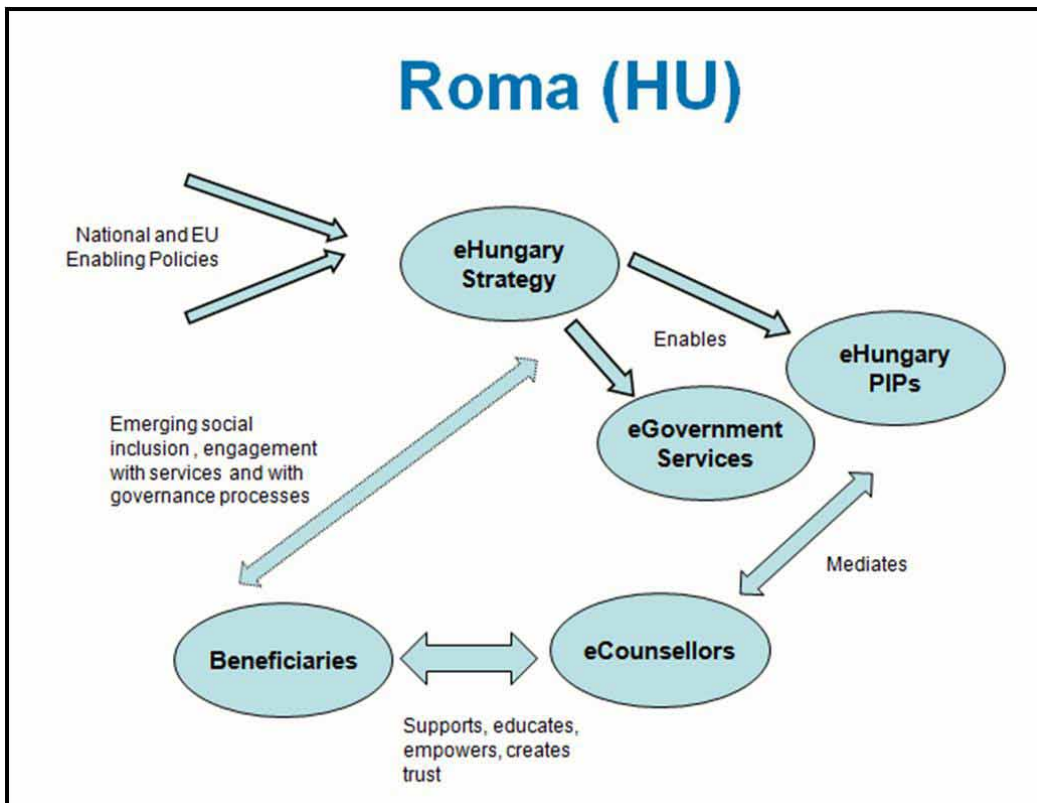 Roma (HU)
National and EU
Enabling Policies
eHungary
Strategy
Enables
eHungary
PIPs
eGovernment
Services
Emerging social
inclusion , engagement
with services and with
governance processes
Mediates
Beneficiaries
eCounsellors
Supports, educates,
empowers, creates
trust